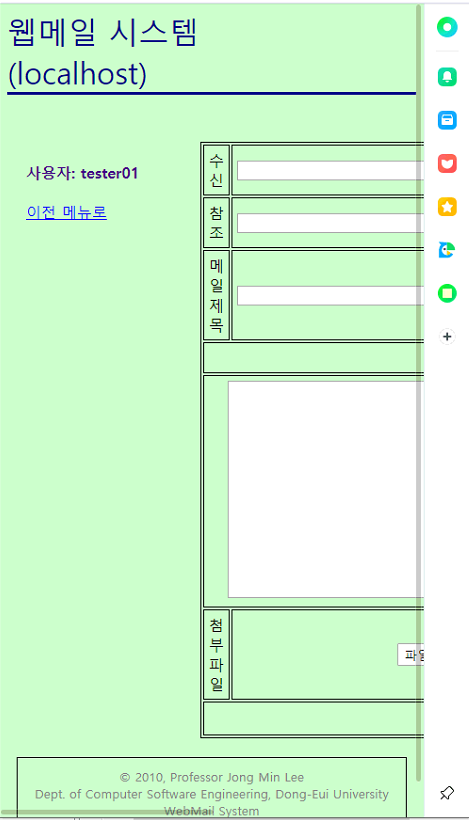 웹메일 시스템
(localhost)
사용자: tester01
이전 메뉴로
수
신
참
조
메
일
제
목
첨
부
파
일
파일
© 2010, Professor Jong Min Lee
Dept. of Computer Software Engineering, Dong-Eui University
WebMail System